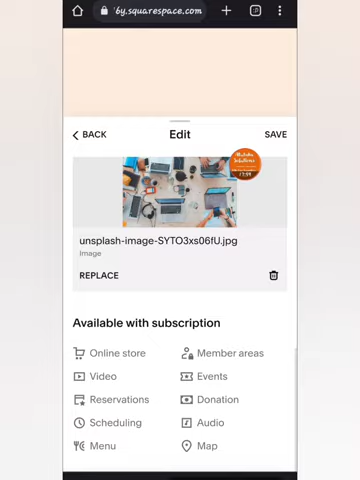 '6y.squarespace.com
BACK
Edit
SAVE
unsplash-image-SYTO3xs06fU.jpg
Image
REPLACE
Available with subscription
Online store
Member areas
Video
Events
Reservations
Donation
Scheduling
Audio
Menu
Map